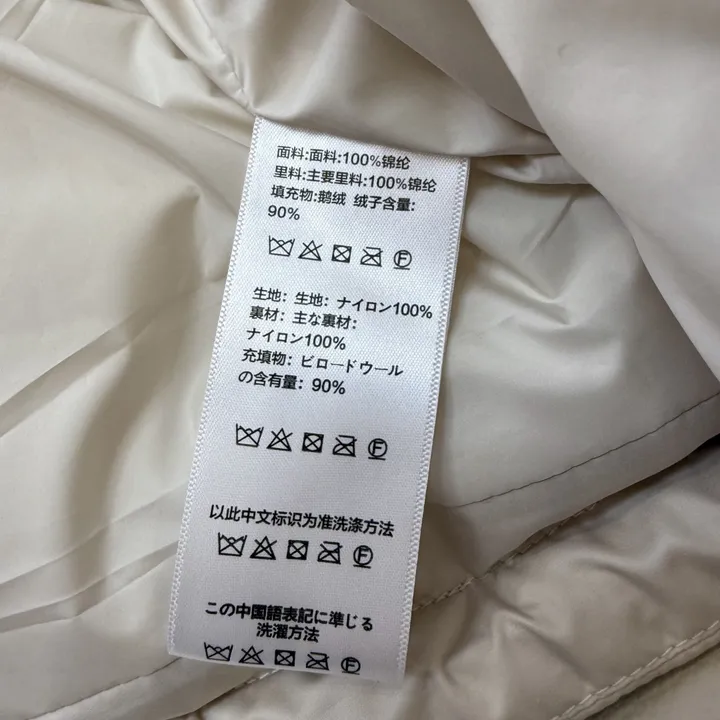 面料:面料:100%锦纶
里料:主要里料:100%锦纶
填充物:鹅绒 绒子含量:
90%
生地: 生地: ナイロン100%
裏材: 主な裏材:
ナイロン100%
充填物: ビロードウール
の含有量: 90%
以此中文标识为准洗涤方法
この中国語表記に準じる
洗濯方法